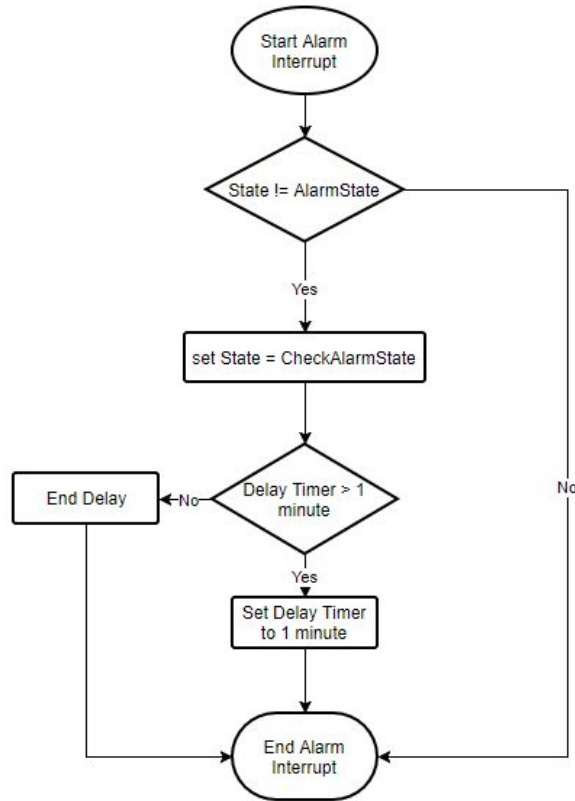 Start Alarm
Interrupt
State != AlarmState
Yes
set State = CheckAlarmState
Delay Timer > 1
minute
No
End Delay
No
Yes
Set Delay Timer
to 1 minute
End Alarm
Interrupt